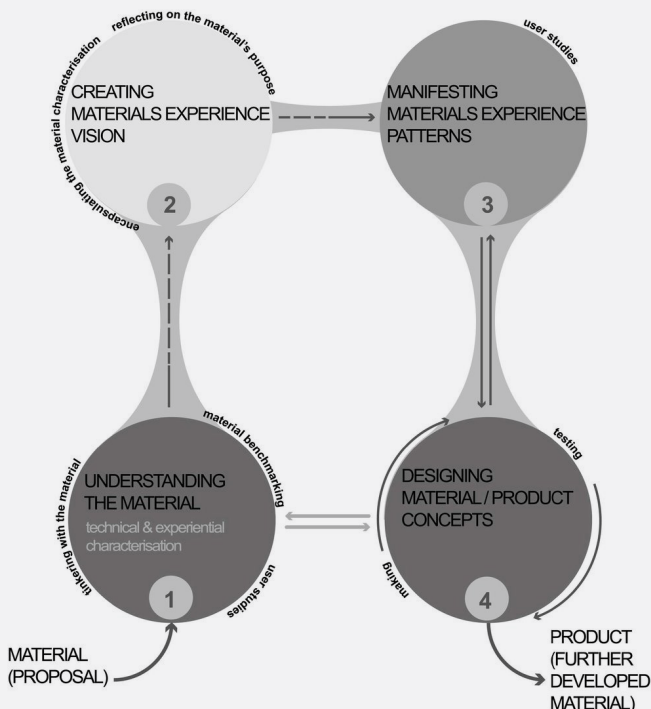 reflecting on the material's purpose
encapsulating the material characterisation
CREATING
MATERIALS EXPERIENCE
VISION
2
user studies
MANIFESTING
MATERIALS EXPERIENCE
PATTERNS
3
tinkering with the material
material benchmarking
UNDERSTANDING
THE MATERIAL
technical & experiential
characterisation
user studies
1
MATERIAL
(PROPOSAL)
testing
DESIGNING
MATERIAL / PRODUCT
CONCEPTS
making
4
PRODUCT
(FURTHER
DEVELOPED
MATERIAL)